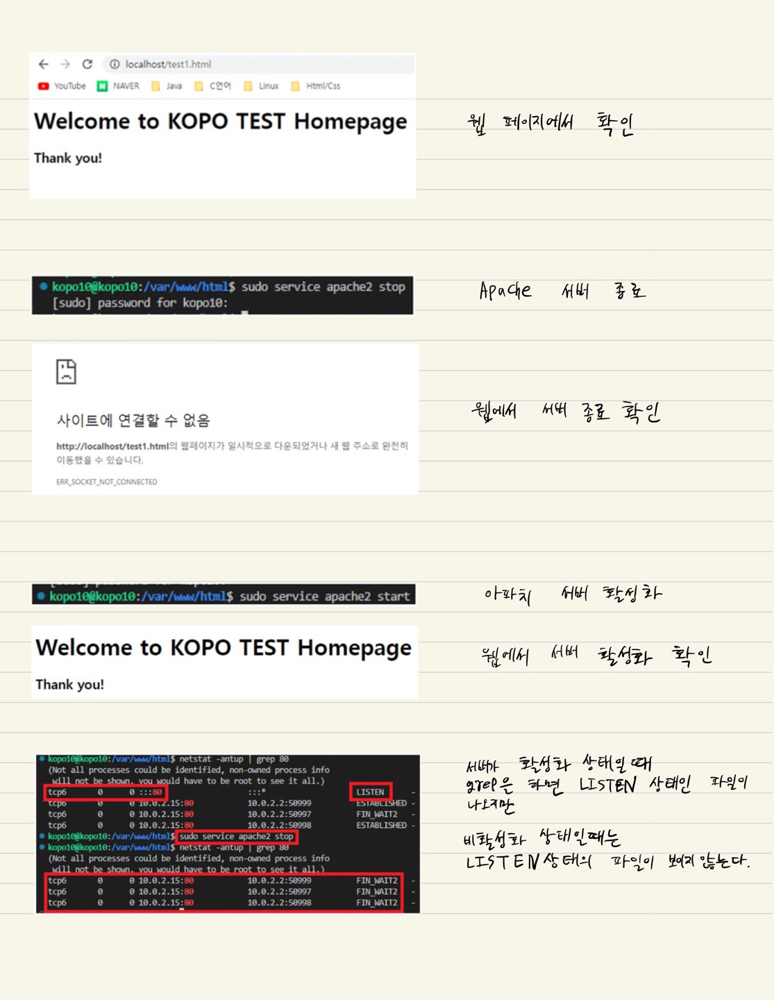 localhost/test1.html
YouTube NAVER Java C언어 Linux Html/Css
Welcome to KOPO TEST Homepage
Thank you!
웹 페이지에서 확인
kopo10@kopo10:/var/www/html$ sudo service apache2 stop
[sudo] password for kopo10:
Apache 서버 종료
사이트에 연결할 수 없음
http://localhost/test1.html의 웹페이지가 일시적으로 다운되었거나 새 웹 주소로 완전히
이동했을 수 있습니다.
ERR_SOCKET_NOT_CONNECTED
웹에서 서버 종료 확인
kopo10@kopo10:/var/www/html$ sudo service apache2 start
아파치 서버 활성화
Welcome to KOPO TEST Homepage
Thank you!
웹에서 서버 활성화 확인
kopo10@kopo10:/var/www/html$ netstat -antup | grep 80
(Not all processes could be identified, non-owned process info
will not be shown, you would have to be root to see it all.)
tcp6 0 0 :::80 :::* LISTEN -
tcp6 0 0 10.0.2.15:80 10.0.2.2:50999 ESTABLISHED -
tcp6 0 0 10.0.2.15:80 10.0.2.2:50997 FIN_WAIT2 -
tcp6 0 0 10.0.2.15:80 10.0.2.2:50998 ESTABLISHED -
kopo10@kopo10:/var/www/html$ sudo service apache2 stop
kopo10@kopo10:/var/www/html$ netstat -antup | grep 80
(Not all processes could be identified, non-owned process info
will not be shown, you would have to be root to see it all.)
tcp6 0 0 10.0.2.15:80 10.0.2.2:50999 FIN_WAIT2 -
tcp6 0 0 10.0.2.15:80 10.0.2.2:50997 FIN_WAIT2 -
tcp6 0 0 10.0.2.15:80 10.0.2.2:50998 FIN_WAIT2 -
서버가 활성화 상태일 때
grep을 하면 LISTEN 상태인 파일이
나오지만
비활성화 상태일때는
LISTEN상태의 파일이 보이지 않는다.